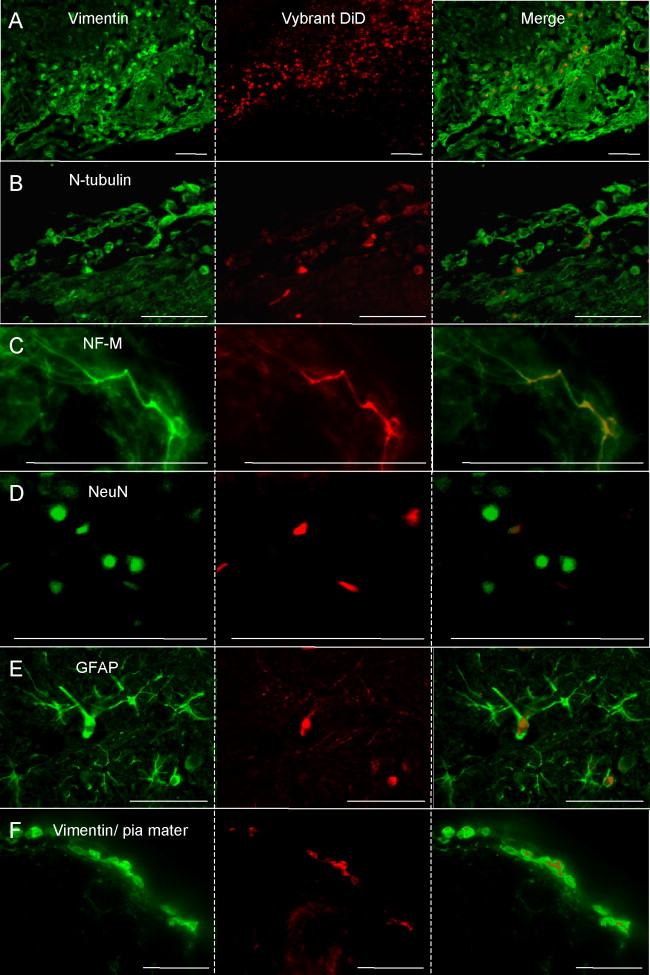 A Vimentin Vybrant DiD Merge
B N-tubulin
C NF-M
D NeuN
E GFAP
F Vimentin/ pia mater